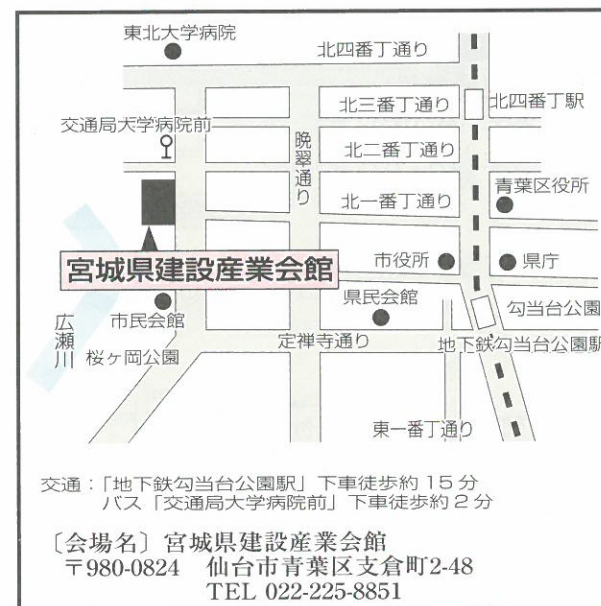 東北大学病院
北四番丁通り
北三番丁通り
北四番丁駅
交通局大学病院前
晩翠通り
北二番丁通り
青葉区役所
北一番丁通り
宮城県建設産業会館
市役所
県庁
広瀬川
市民会館
県民会館
勾当台公園
桜ヶ岡公園
定禅寺通り
地下鉄勾当台公園駅
東一番丁通り
交通：「地下鉄勾当台公園駅」下車徒歩約15分
バス「交通局大学病院前」下車徒歩約2分
〔会場名〕宮城県建設産業会館
〒980-0824 仙台市青葉区支倉町2-48
TEL 022-225-8851